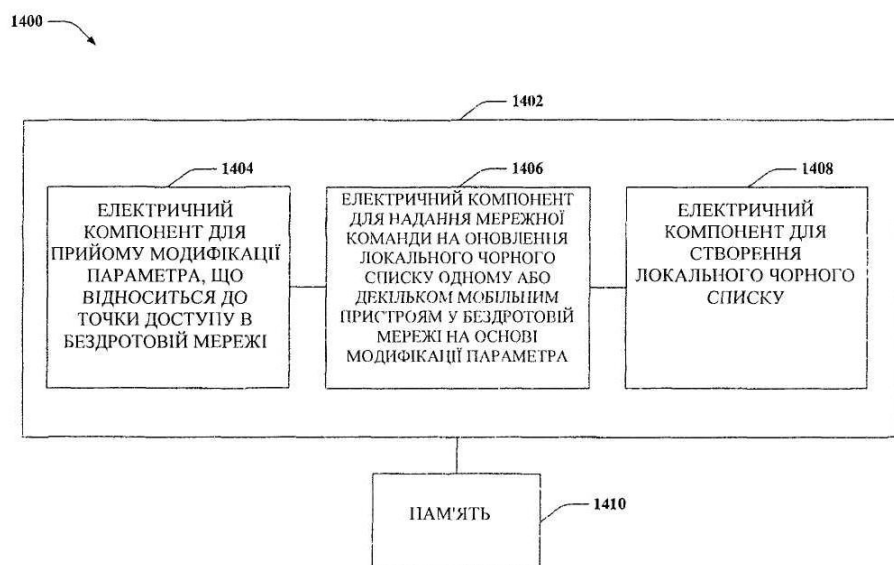 1400
1402
1404
1406
1408
ЕЛЕКТРИЧНИЙ
КОМПОНЕНТ ДЛЯ
ПРИЙОМУ МОДИФІКАЦІЇ
ПАРАМЕТРА, ЩО
ВІДНОСИТЬСЯ ДО
ТОЧКИ ДОСТУПУ В
БЕЗДРОТОВІЙ МЕРЕЖІ
ЕЛЕКТРИЧНИЙ КОМПОНЕНТ
ДЛЯ НАДАННЯ МЕРЕЖНОЇ
КОМАНДИ НА ОНОВЛЕННЯ
ЛОКАЛЬНОГО ЧОРНОГО
СПИСКУ ОДНОМУ АБО
ДЕКІЛЬКОМ МОБІЛЬНИМ
ПРИСТРОЯМ У БЕЗДРОТОВІЙ
МЕРЕЖІ НА ОСНОВІ
МОДИФІКАЦІЇ ПАРАМЕТРА
ЕЛЕКТРИЧНИЙ
КОМПОНЕНТ ДЛЯ
СТВОРЕННЯ
ЛОКАЛЬНОГО ЧОРНОГО
СПИСКУ
ПАМ'ЯТЬ
1410